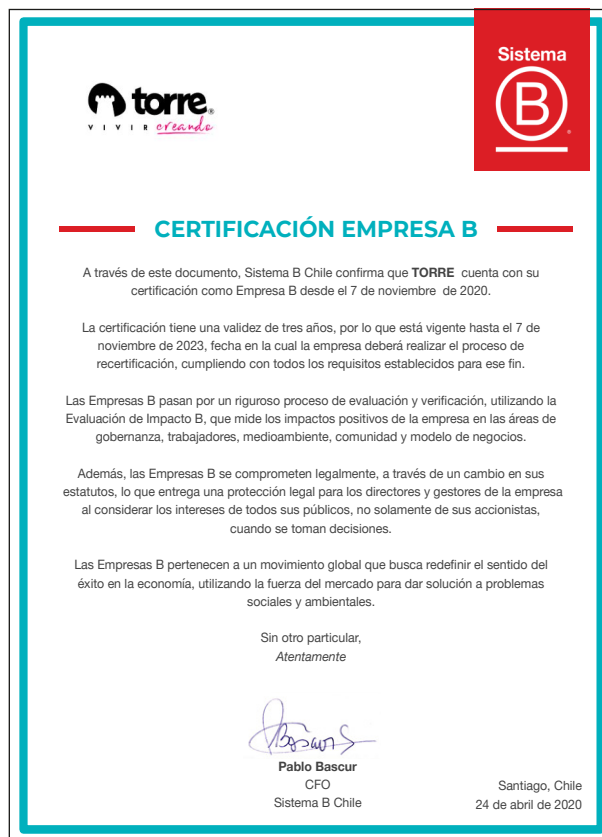 torre®
VIVIR creando
Sistema
B
CERTIFICACIÓN EMPRESA B
A través de este documento, Sistema B Chile confirma que TORRE cuenta con su
certificación como Empresa B desde el 7 de noviembre de 2020.
La certificación tiene una validez de tres años, por lo que está vigente hasta el 7 de
noviembre de 2023, fecha en la cual la empresa deberá realizar el proceso de
recertificación, cumpliendo con todos los requisitos establecidos para ese fin.
Las Empresas B pasan por un riguroso proceso de evaluación y verificación, utilizando la
Evaluación de Impacto B, que mide los impactos positivos de la empresa en las áreas de
gobernanza, trabajadores, medioambiente, comunidad y modelo de negocios.
Además, las Empresas B se comprometen legalmente, a través de un cambio en sus
estatutos, lo que entrega una protección legal para los directores y gestores de la empresa
al considerar los intereses de todos sus públicos, no solamente de sus accionistas,
cuando se toman decisiones.
Las Empresas B pertenecen a un movimiento global que busca redefinir el sentido del
éxito en la economía, utilizando la fuerza del mercado para dar solución a problemas
sociales y ambientales.
Sin otro particular,
Atentamente
Pablo Bascur
CFO
Sistema B Chile
Santiago, Chile
24 de abril de 2020